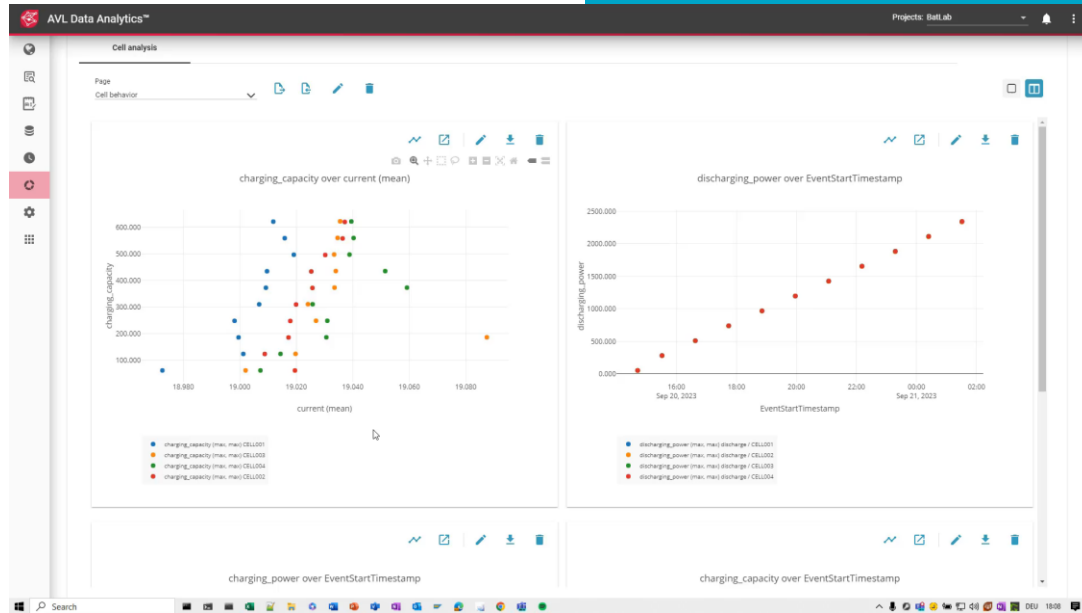 AVL Data Analytics™
Projects: BatLab
Cell analysis
Page
Cell behavior
charging_capacity over current (mean)
600.000
500.000
400.000
300.000
200.000
100.000
charging_capacity
18.980
19.000
19.020
19.040
19.060
19.080
current (mean)
charging_capacity (max, max) CELL001
charging_capacity (max, max) CELL003
charging_capacity (max, max) CELL004
charging_capacity (max, max) CELL002
discharging_power over EventStartTimestamp
2500.000
2000.000
1500.000
1000.000
500.000
0.000
discharging_power
16:00
Sep 20, 2023
18:00
20:00
22:00
00:00
Sep 21, 2023
02:00
EventStartTimestamp
discharging_power (max, max) discharge / CELL001
discharging_power (max, max) discharge / CELL002
discharging_power (max, max) discharge / CELL003
discharging_power (max, max) discharge / CELL004
charging_power over EventStartTimestamp
charging_capacity over EventStartTimestamp
Search
DEU
18:08